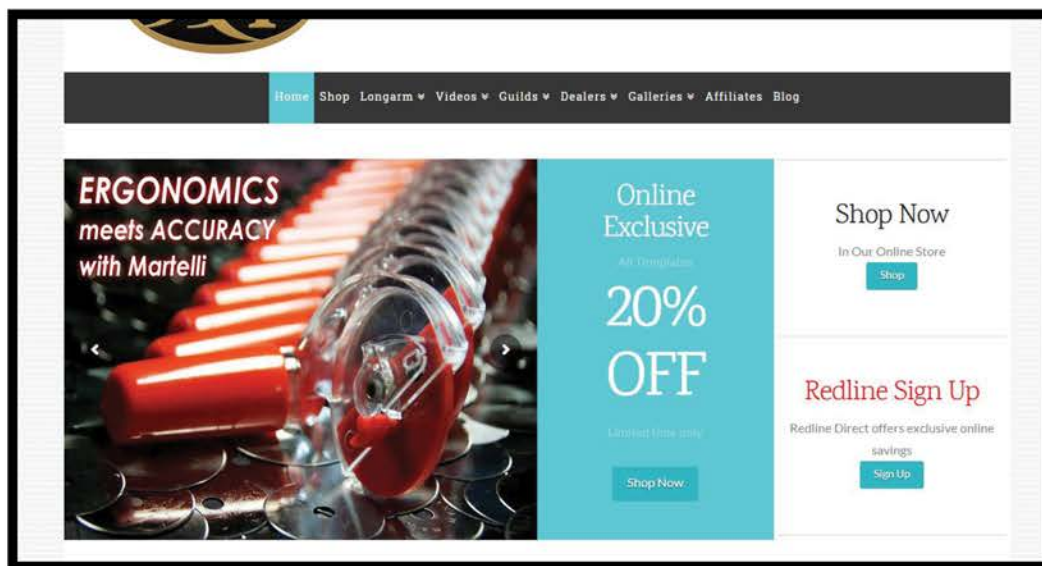 Home Shop Longarm Videos Guilds Dealers Galleries Affiliates Blog
ERGONOMICS
meets ACCURACY
with Martelli
Online
Exclusive
All Templates
20%
OFF
Limited time only
Shop Now
Shop Now
In Our Online Store
Shop
Redline Sign Up
Redline Direct offers exclusive online
savings
Sign Up